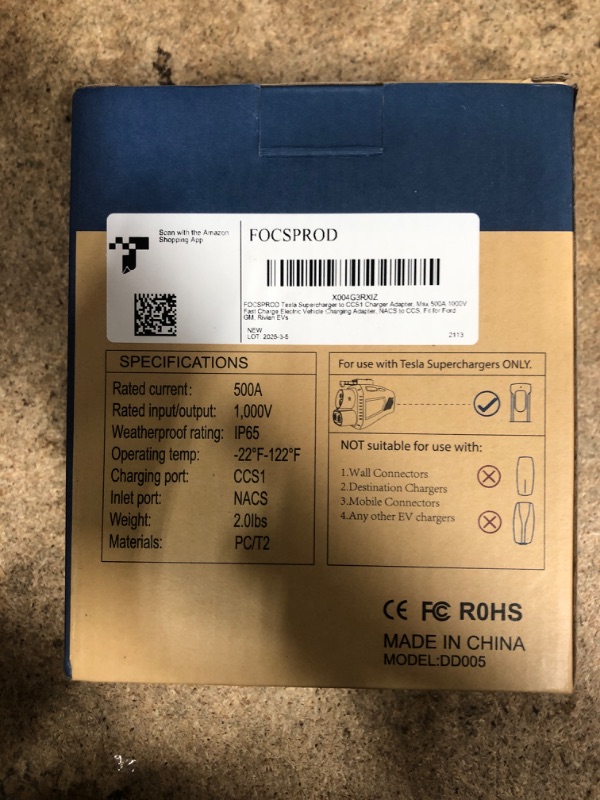 Scan with the Amazon
Shopping App
FOCSPROD
X004G3RXIZ
FOCSPROD Tesla Supercharger to CCS1 Charger Adapter, Max 500A 1000V
Fast Charge Electric Vehicle Charging Adapter, NACS to CCS, Fit for Ford
GM, Rivian EVs
NEW
LOT: 2025-3-5
2113
SPECIFICATIONS
Rated current: 500A
Rated input/output: 1,000V
Weatherproof rating: IP65
Operating temp: -22°F-122°F
Charging port: CCS1
Inlet port: NACS
Weight: 2.0lbs
Materials: PC/T2
For use with Tesla Superchargers ONLY.
NOT suitable for use with:
1.Wall Connectors
2.Destination Chargers
3.Mobile Connectors
4.Any other EV chargers
CE FC R0HS
MADE IN CHINA
MODEL:DD005